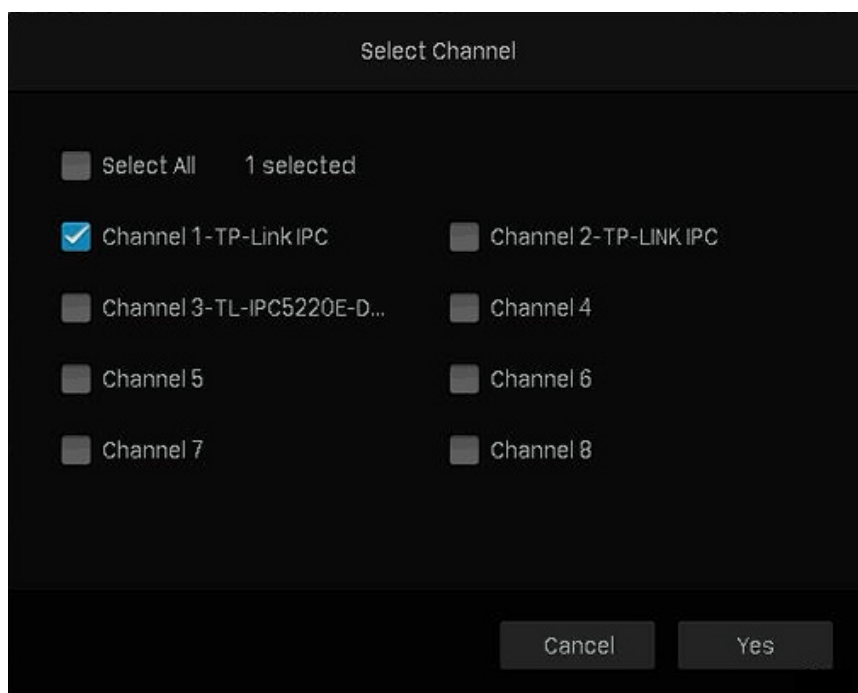 Select Channel
Select All 1 selected
Channel 1-TP-Link IPC Channel 2-TP-LINK IPC
Channel 3-TL-IPC5220E-D... Channel 4
Channel 5 Channel 6
Channel 7 Channel 8
Cancel Yes